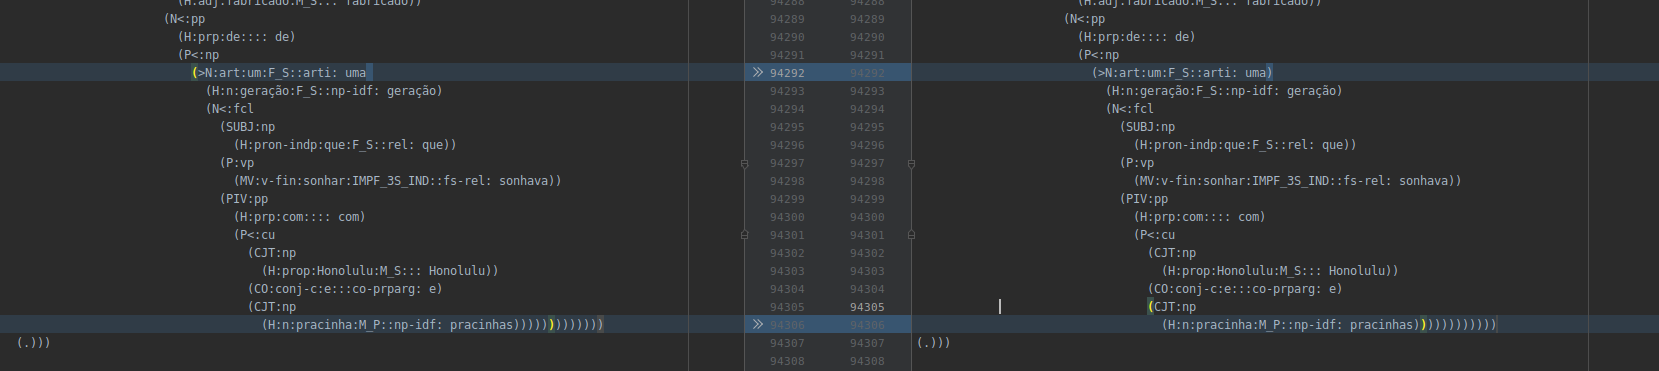 (H:adj:fabricado:M_S::: fabricado))
(N<:pp
(H:prp:de:::: de)
(P<:np
(>N:art:um:F_S::arti: uma
(H:n:geração:F_S::np-idf: geração)
(N<:fcl
(SUBJ:np
(H:pron-indp:que:F_S::rel: que))
(P:vp
(MV:v-fin:sonhar:IMPF_3S_IND::fs-rel: sonhava))
(PIV:pp
(H:prp:com:::: com)
(P<:cu
(CJT:np
(H:prop:Honolulu:M_S::: Honolulu))
(CO:conj-c:e:::co-prparg: e)
(CJT:np
(H:n:pracinha:M_P::np-idf: pracinhas)))))))))))))
(.)))
94288 94288
94289 94289
94290 94290
94291 94291
94292 94292
94293 94293
94294 94294
94295 94295
94296 94296
94297 94297
94298 94298
94299 94299
94300 94300
94301 94301
94302 94302
94303 94303
94304 94304
94305 94305
94306 94306
94307 94307
94308 94308
(H:adj:fabricado:M_S::: fabricado))
(N<:pp
(H:prp:de:::: de)
(P<:np
(>N:art:um:F_S::arti: uma)
(H:n:geração:F_S::np-idf: geração)
(N<:fcl
(SUBJ:np
(H:pron-indp:que:F_S::rel: que))
(P:vp
(MV:v-fin:sonhar:IMPF_3S_IND::fs-rel: sonhava))
(PIV:pp
(H:prp:com:::: com)
(P<:cu
(CJT:np
(H:prop:Honolulu:M_S::: Honolulu))
(CO:conj-c:e:::co-prparg: e)
(CJT:np
(H:n:pracinha:M_P::np-idf: pracinhas))))))))))))
(.)))